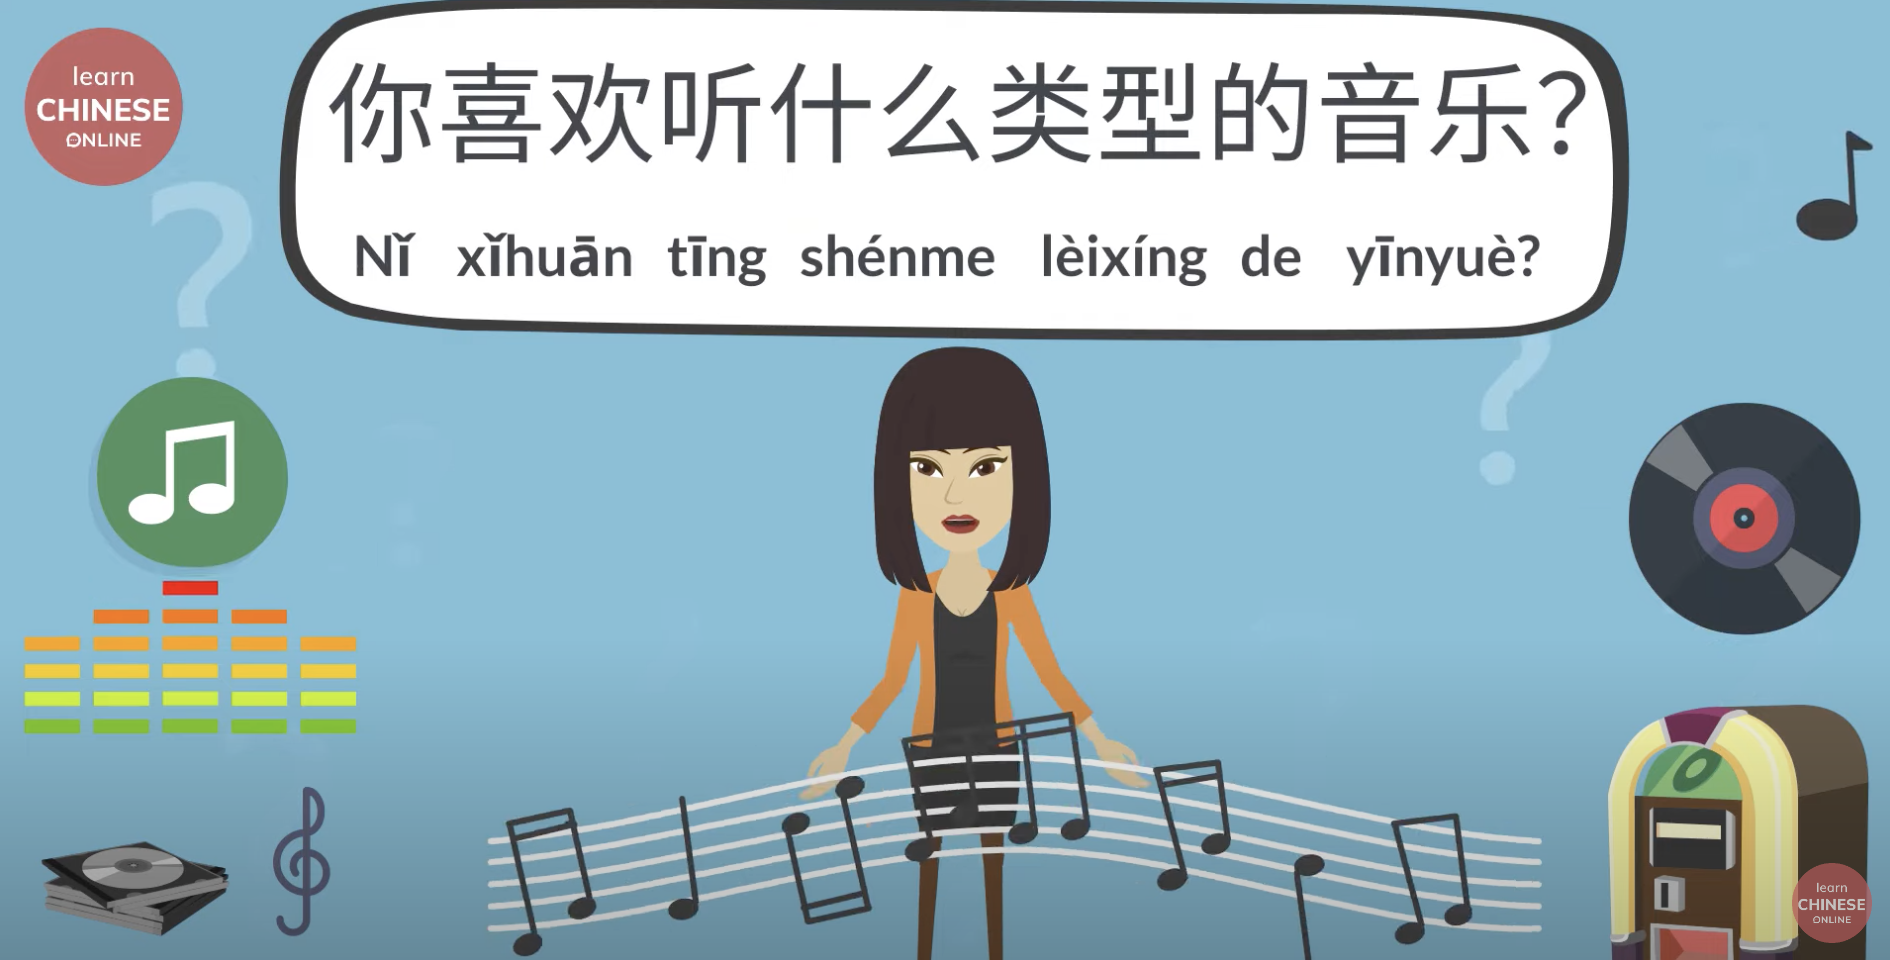 learn
CHINESE
ONLINE
你喜欢听什么类型的音乐?
Nǐ xǐhuān tīng shénme lèixíng de yīnyuè?
learn
CHINESE
ONLINE